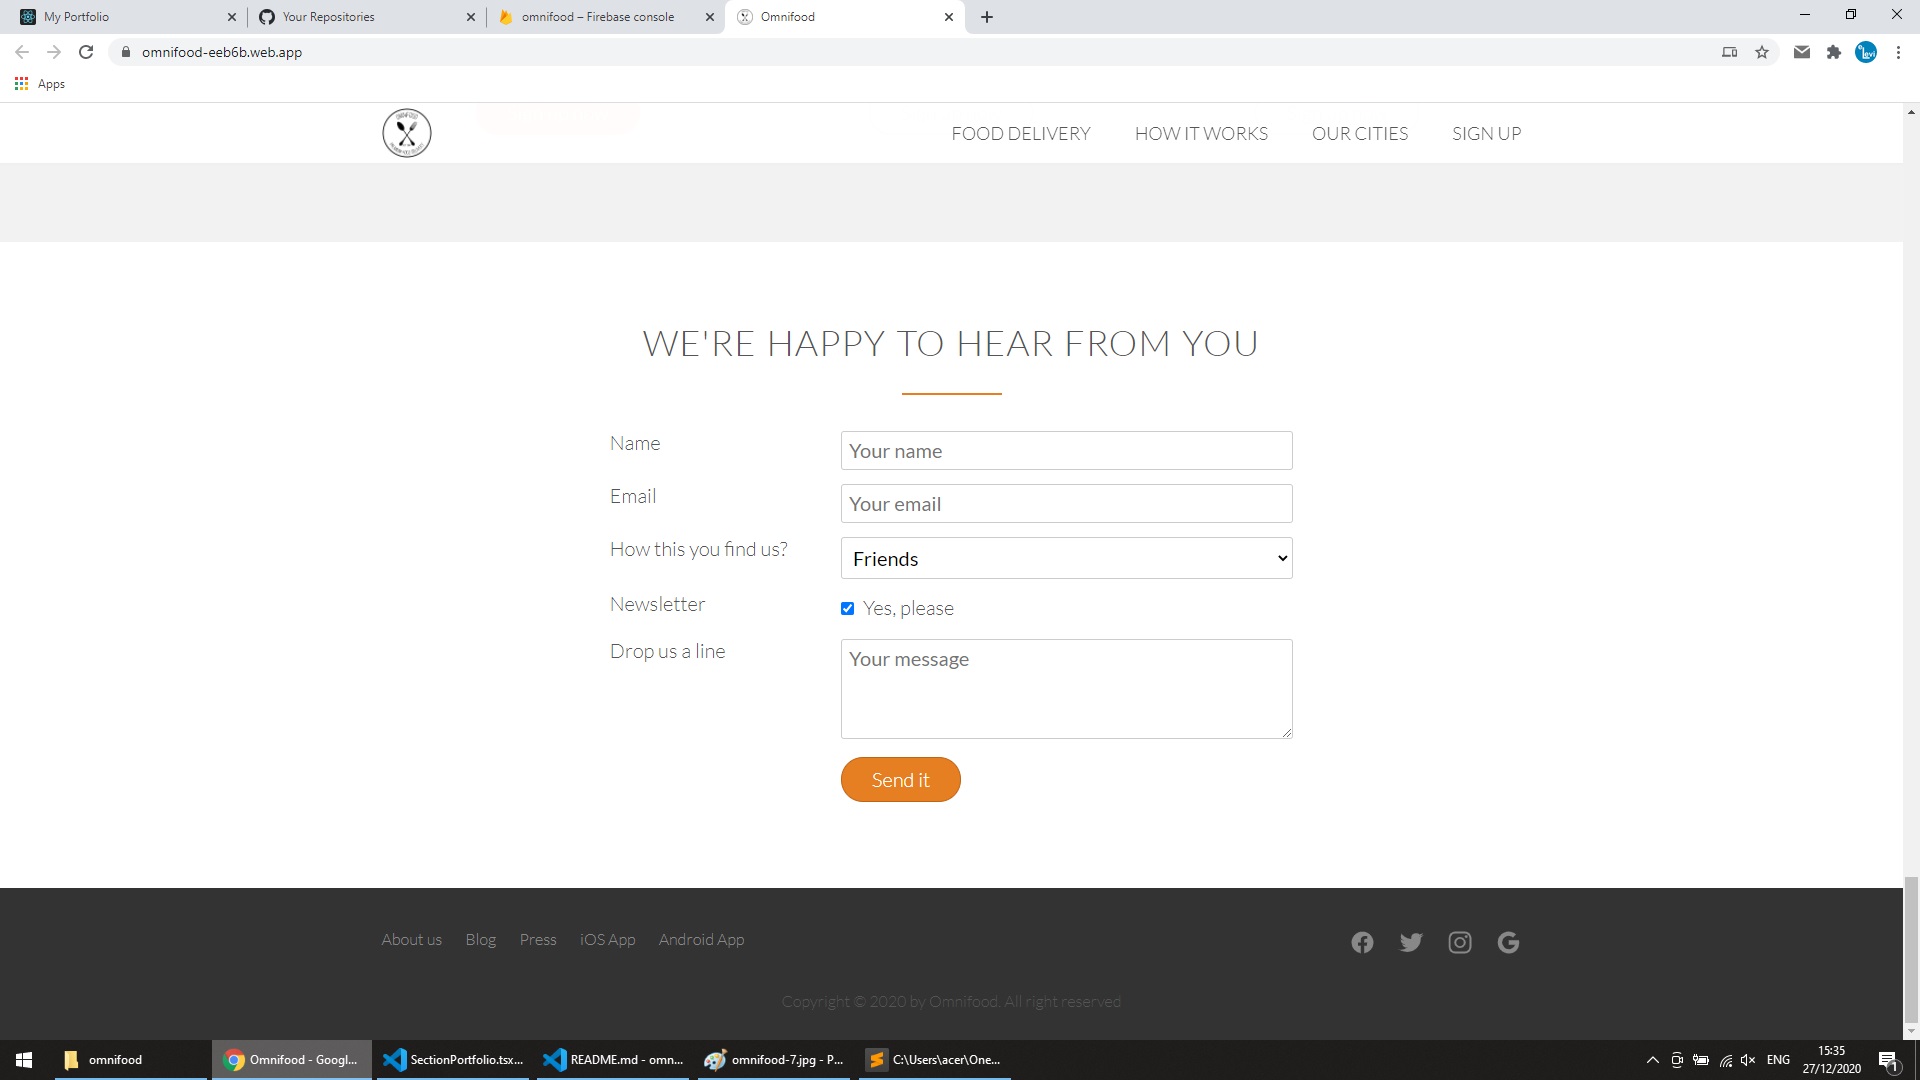 My Portfolio
Your Repositories
omnifood – Firebase console
Omnifood
omnifood-eeb6b.web.app
Apps
FOOD DELIVERY
HOW IT WORKS
OUR CITIES
SIGN UP
WE'RE HAPPY TO HEAR FROM YOU
Name
Your name
Email
Your email
How this you find us?
Friends
Newsletter
Yes, please
Drop us a line
Your message
Send it
About us
Blog
Press
iOS App
Android App
Copyright © 2020 by Omnifood. All right reserved
omnifood
Omnifood - Googl...
SectionPortfolio.tsx...
README.md - omn...
omnifood-7.jpg - P...
C:\Users\acer\One...
ENG
15:35
27/12/2020
1